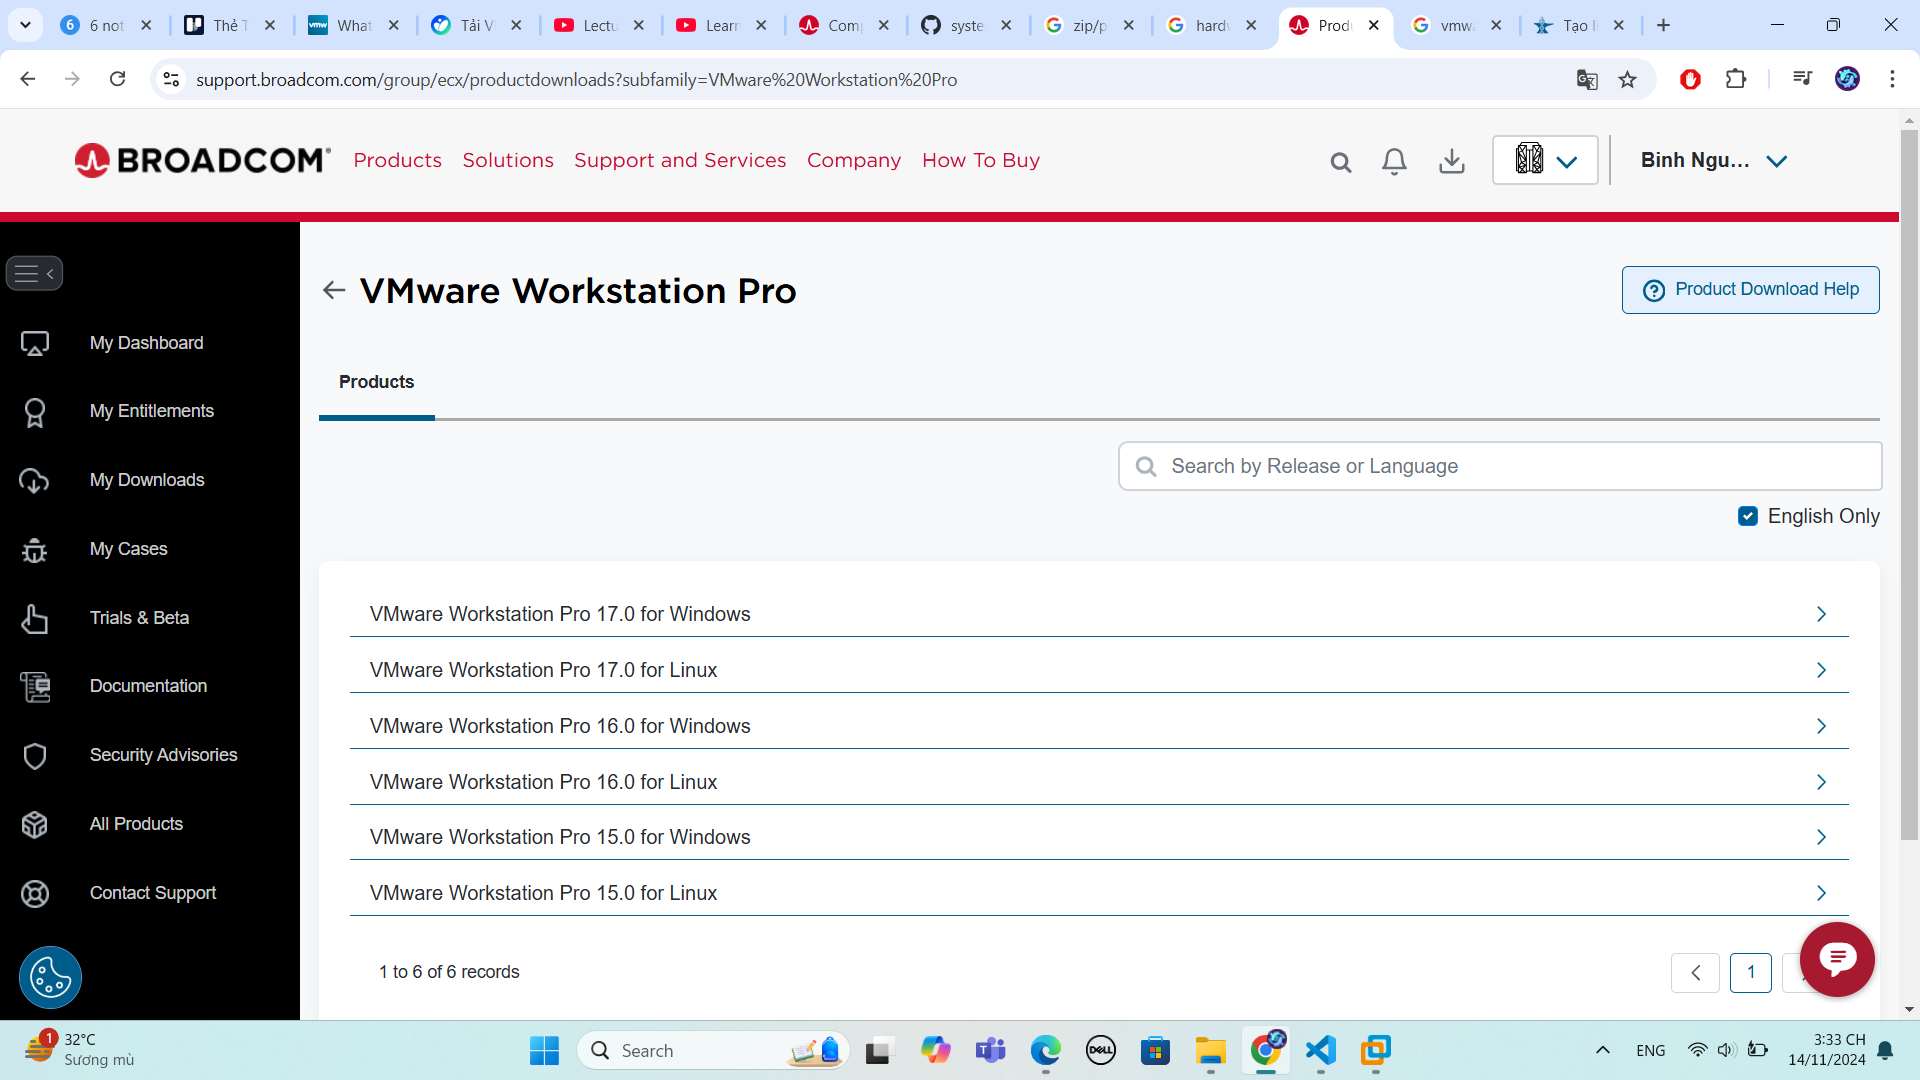 6 not
Thẻ T
What
Tải V
Lectu
Learn
Com
syste
zip/p
hardv
Prod
vmw
Tạo l
support.broadcom.com/group/ecx/productdownloads?subfamily=VMware%20Workstation%20Pro
BROADCOM
Products
Solutions
Support and Services
Company
How To Buy
Binh Ngu...
My Dashboard
My Entitlements
My Downloads
My Cases
Trials & Beta
Documentation
Security Advisories
All Products
Contact Support
VMware Workstation Pro
Product Download Help
Products
Search by Release or Language
English Only
VMware Workstation Pro 17.0 for Windows
VMware Workstation Pro 17.0 for Linux
VMware Workstation Pro 16.0 for Windows
VMware Workstation Pro 16.0 for Linux
VMware Workstation Pro 15.0 for Windows
VMware Workstation Pro 15.0 for Linux
1 to 6 of 6 records
1
1
32°C
Sương mù
Search
DELL
ENG
3:33 CH
14/11/2024